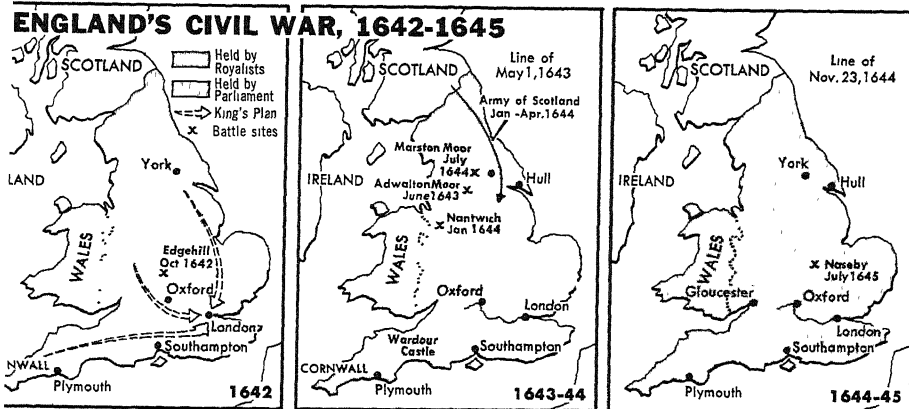 ENGLAND'S CIVIL WAR, 1642-1645
SCOTLAND
Held by
Royalists
Held by
Parliament
King's Plan
x Battle sites
York
LAND
WALES
Edgehill
Oct 1642
Oxford
London
Southampton
NWALL
Plymouth
1642
SCOTLAND
Line of
May 1, 1643
Army of Scotland
Jan-Apr. 1644
Marston Moor
July
1644 x
Hull
IRELAND
Adwalton Moor
June 1643
Nantwich
Jan 1644
WALES
Oxford
London
Wardour
Castle
Southampton
CORNWALL
Plymouth
1643-44
SCOTLAND
Line of
Nov. 23, 1644
York
Hull
IRELAND
WALES
Naseby
July 1645
Gloucester
Oxford
London
Southampton
Plymouth
1644-45